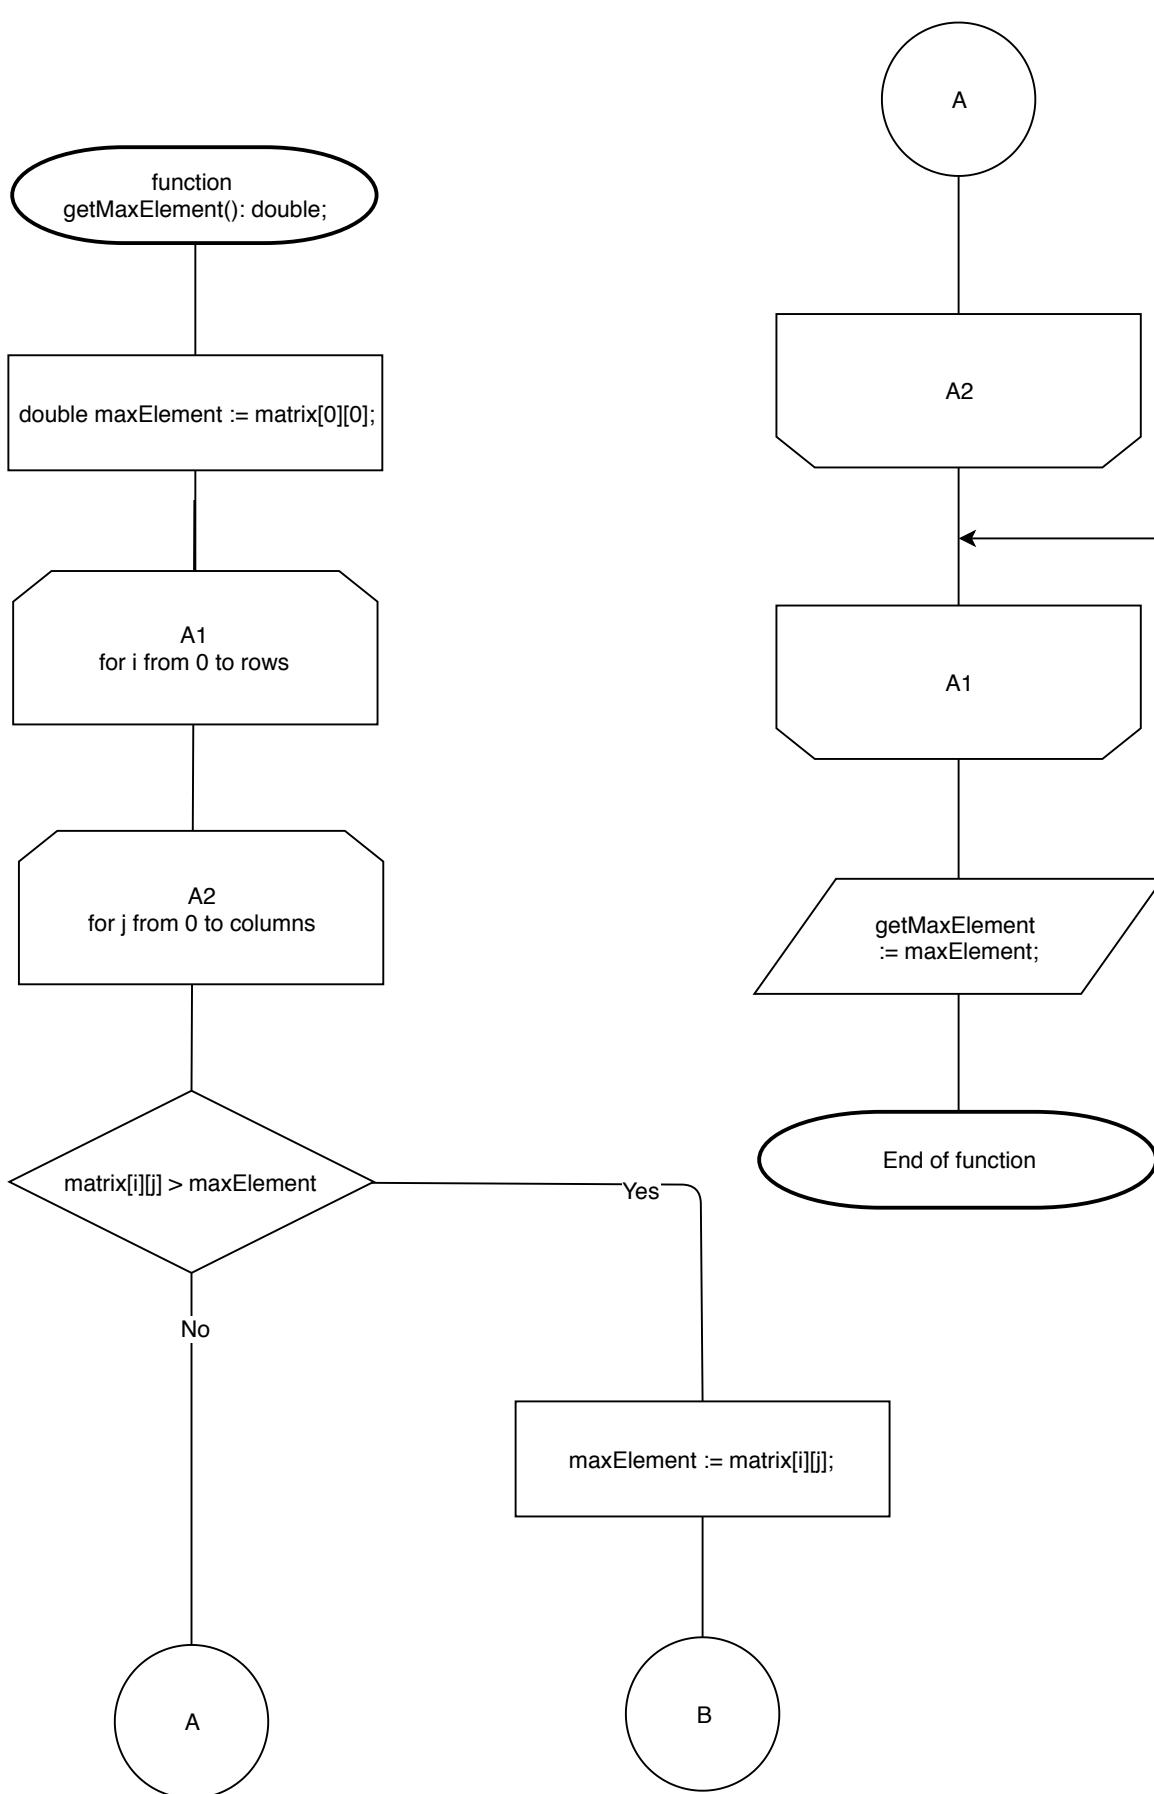 function
getMaxElement(): double;
double maxElement := matrix[0][0];
A1
for i from 0 to rows
A2
for j from 0 to columns
matrix[i][j] > maxElement
Yes
No
maxElement := matrix[i][j];
A
B
A
A2
A1
getMaxElement
:= maxElement;
End of function